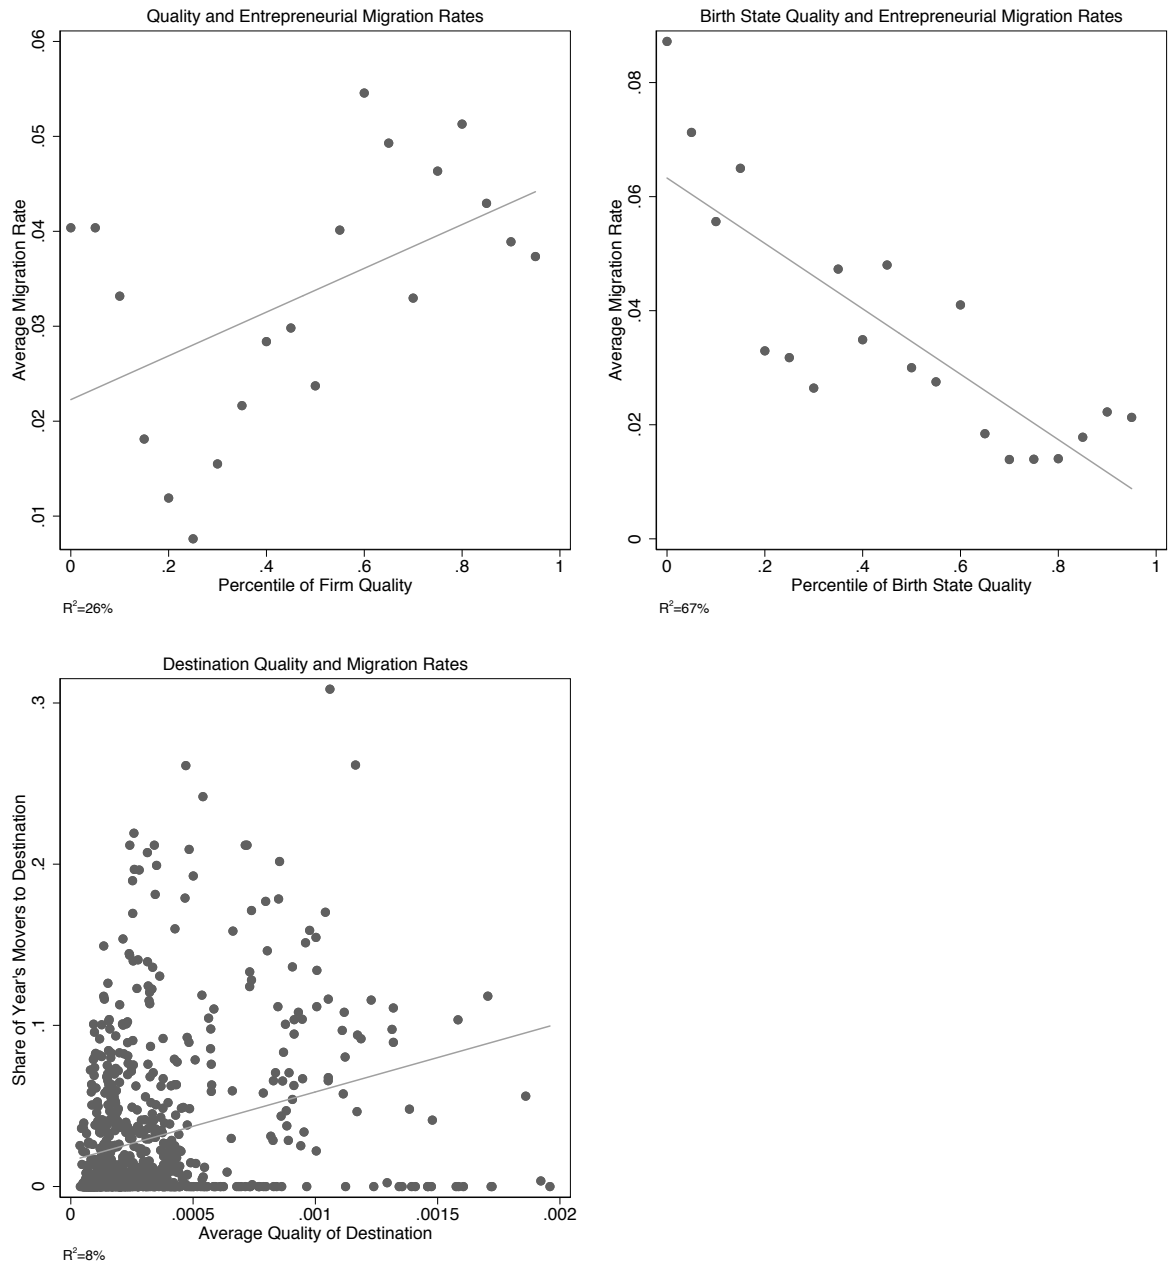 Quality and Entrepreneurial Migration Rates
Average Migration Rate
.06
.05
.04
.03
.02
.01
0 .2 .4 .6 .8 1
Percentile of Firm Quality
R²=26%
Birth State Quality and Entrepreneurial Migration Rates
Average Migration Rate
.08
.06
.04
.02
0
0 .2 .4 .6 .8 1
Percentile of Birth State Quality
R²=67%
Destination Quality and Migration Rates
Share of Year's Movers to Destination
.3
.2
.1
0
0 .0005 .001 .0015 .002
Average Quality of Destination
R²=8%